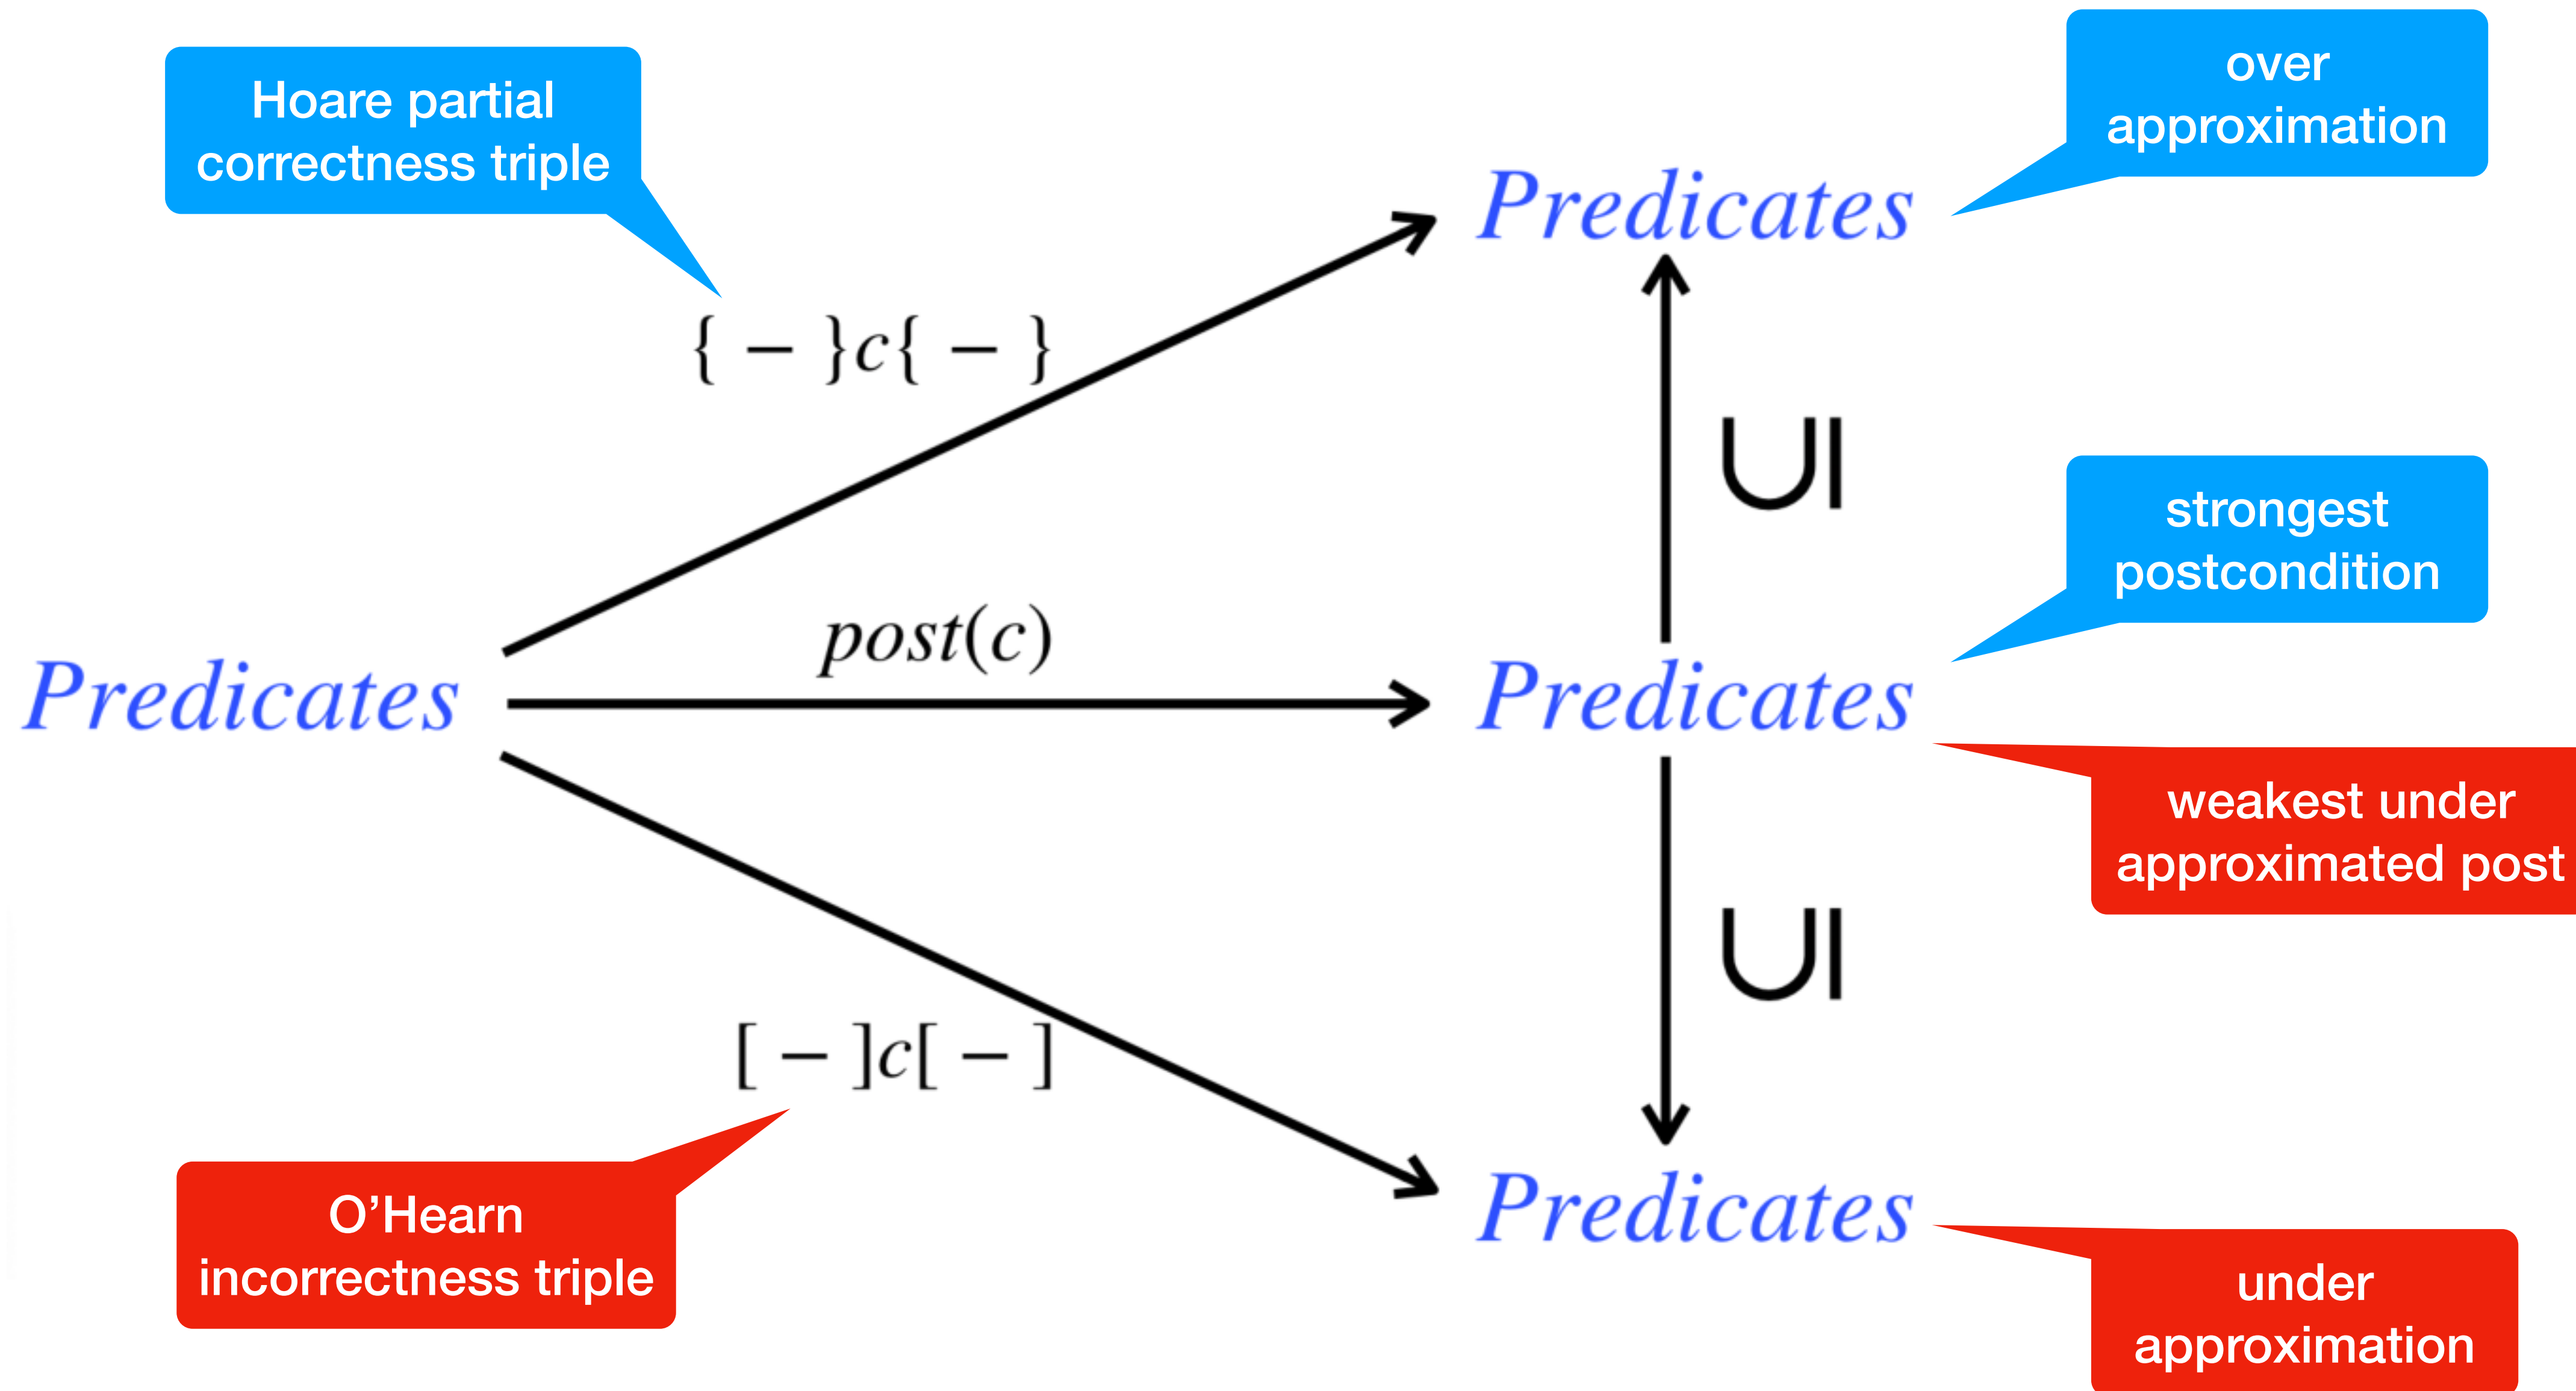 over
approximation
Hoare partial
correctness triple
Predicates
{ − }c{ − }
∪I
strongest
postcondition
post(c)
Predicates
Predicates
weakest under
approximated post
∪I
[ − ]c[ − ]
O’Hearn
incorrectness triple
Predicates
under
approximation